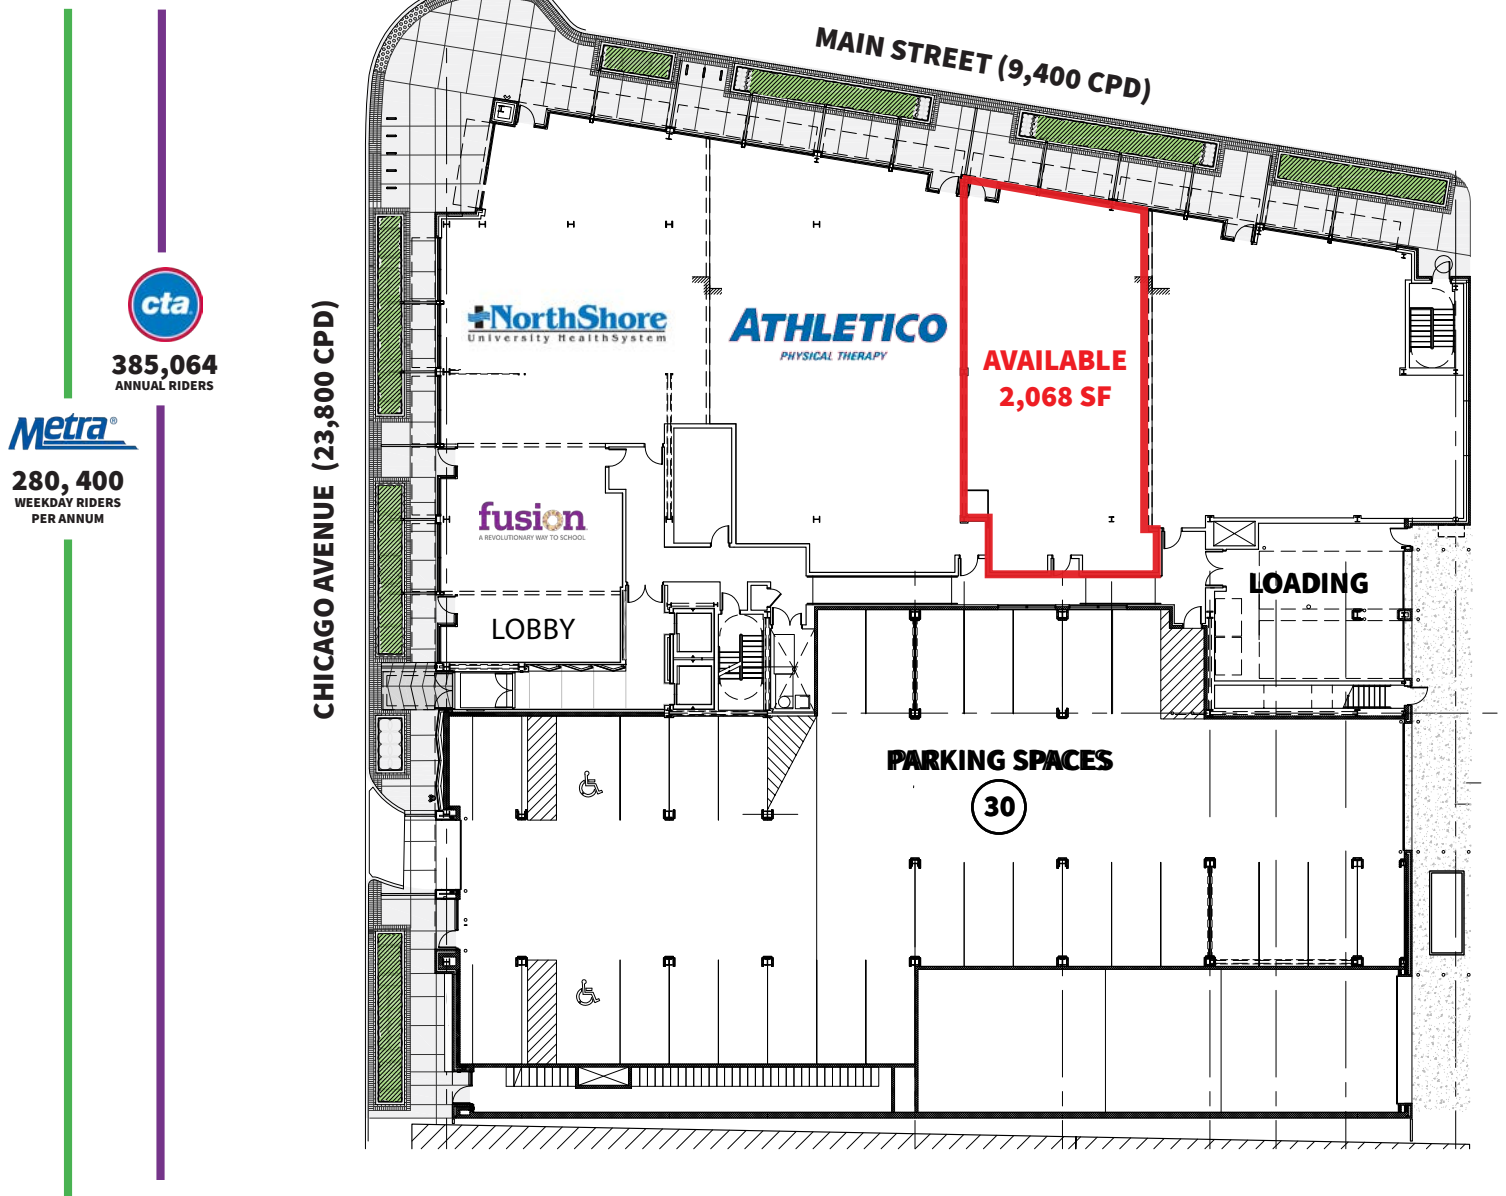 MAIN STREET (9,400 CPD)
cta
385,064
ANNUAL RIDERS
Metra®
280, 400
WEEKDAY RIDERS
PER ANNUM
CHICAGO AVENUE (23,800 CPD)
NorthShore
University HealthSystem
ATHLETICO
PHYSICAL THERAPY
AVAILABLE
2,068 SF
fusion
A REVOLUTIONARY WAY TO SCHOOL
LOBBY
LOADING
PARKING SPACES
30